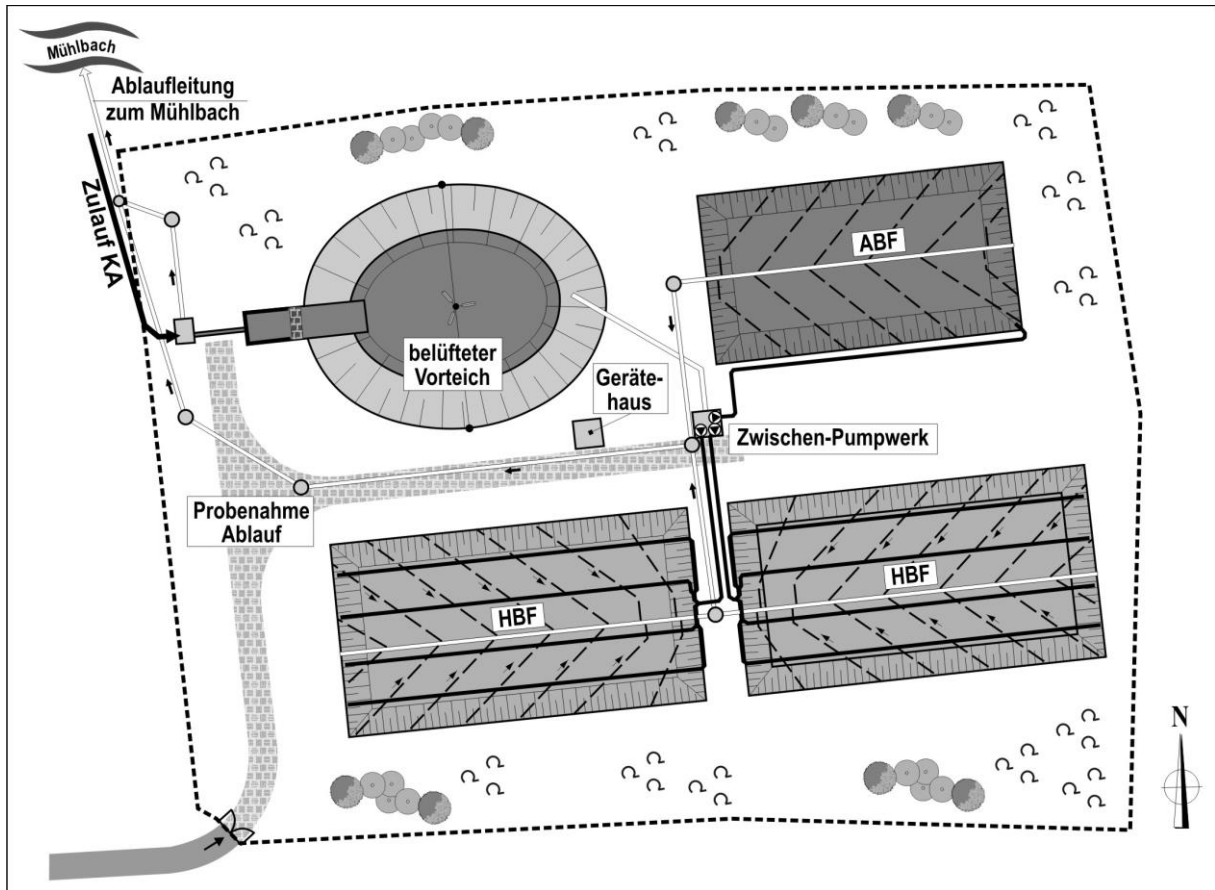 Mühlbach
Ablaufleitung
zum Mühlbach
Zulauf KA
ABF
belüfteter
Vorteich
Geräte-
haus
Zwischen-Pumpwerk
Probenahme
Ablauf
HBF
HBF
N